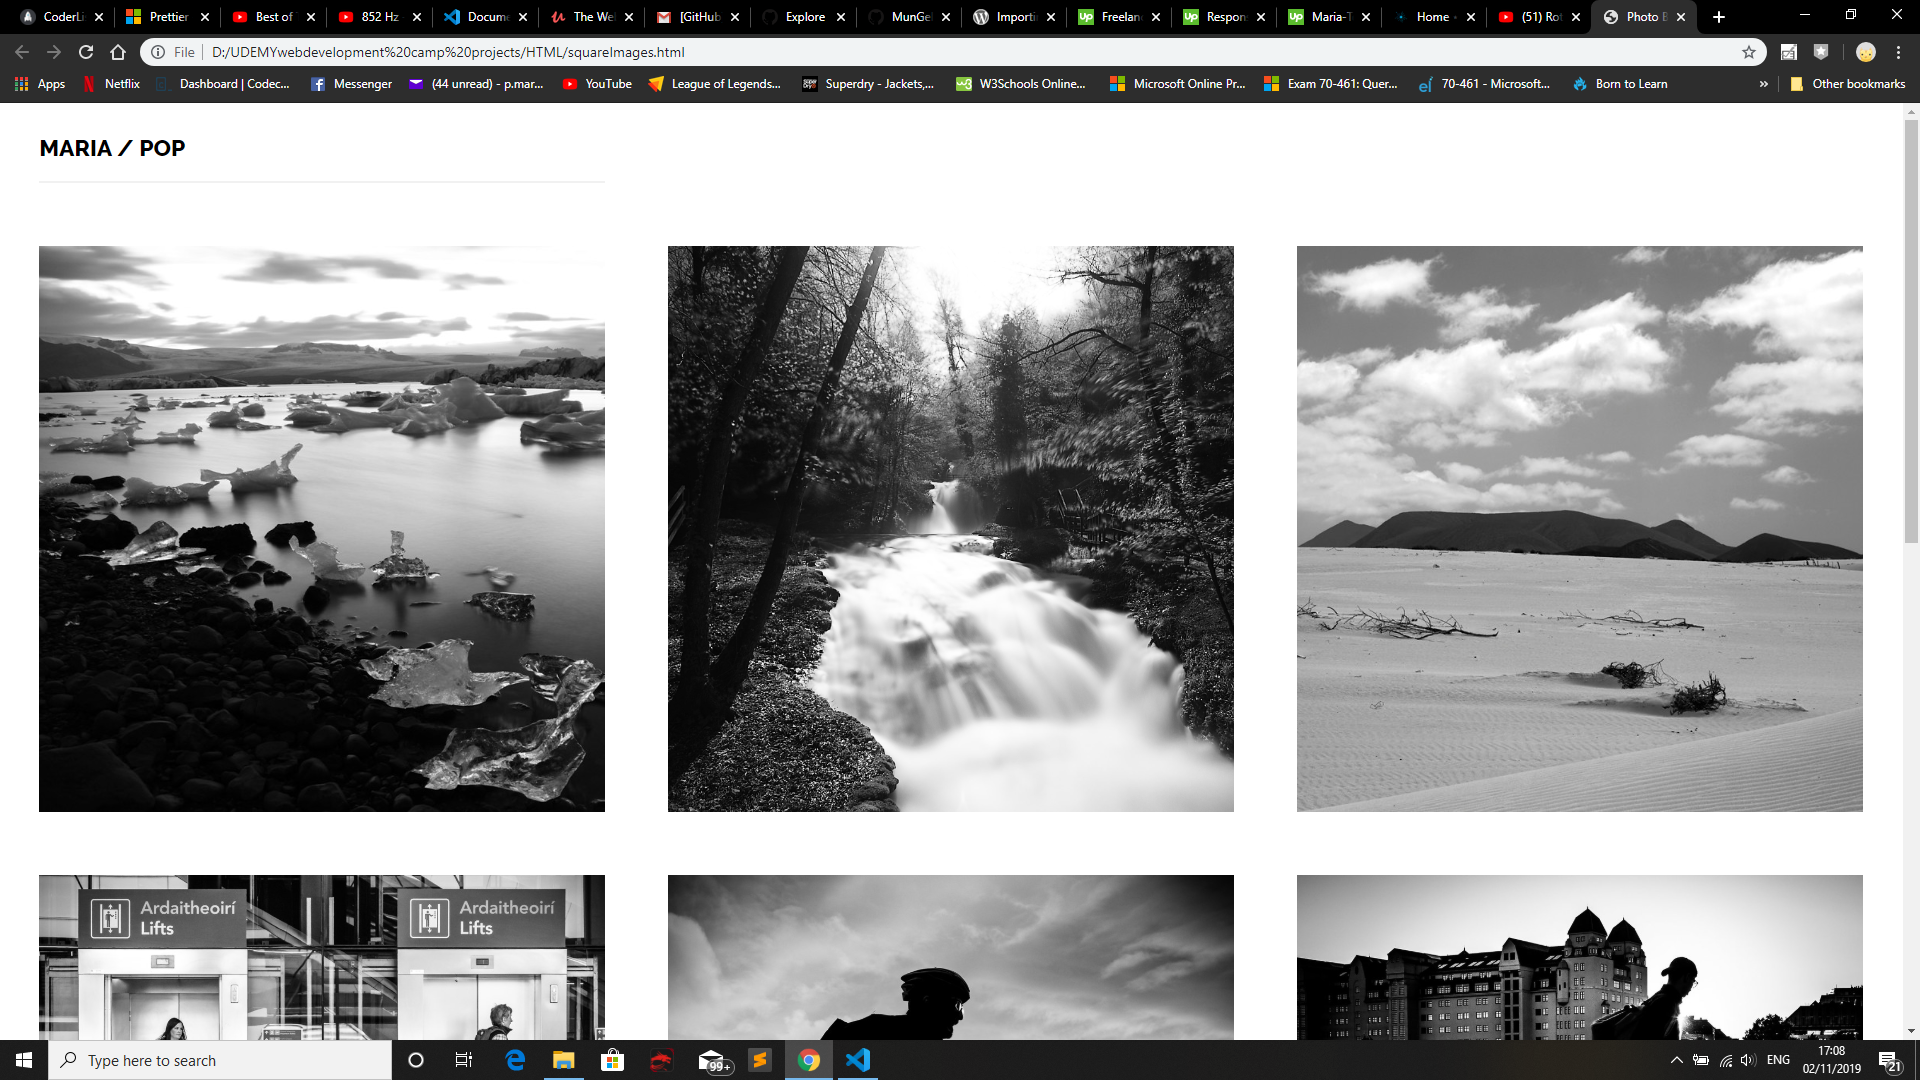 CoderLi
Prettier
Best of
852 Hz
Docume
The We
[GitHub
Explore
MunGe
Importi
Freelan
Respon
Maria-T
Home
(51) Ro
Photo B
File
D:/UDEMYwebdevelopment%20camp%20projects/HTML/squareImages.html
Apps
Netflix
Dashboard | Codec...
Messenger
(44 unread) - p.mar...
YouTube
League of Legends...
Superdry - Jackets,...
W3Schools Online...
Microsoft Online Pr...
Exam 70-461: Quer...
70-461 - Microsoft...
Born to Learn
Other bookmarks
MARIA / POP
Ardaitheoirí
Lifts
Ardaitheoirí
Lifts
Type here to search
99+
ENG
17:08
02/11/2019
21